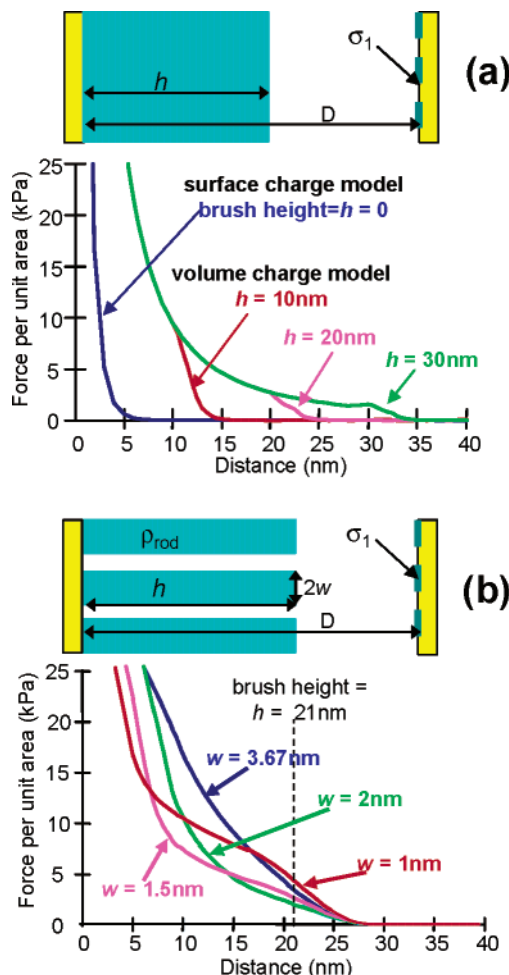 (a)
σ1
h
D
25
20
15
10
5
0
Force per unit area (kPa)
surface charge model
brush height=h = 0
volume charge model
h = 10nm
h = 20nm
h = 30nm
0 5 10 15 20 25 30 35 40
Distance (nm)
(b)
ρrod
σ1
h
2w
D
25
20
15
10
5
0
Force per unit area (kPa)
brush height =
h = 21nm
w = 3.67nm
w = 2nm
w = 1nm
w = 1.5nm
0 5 10 15 20 25 30 35 40
Distance (nm)